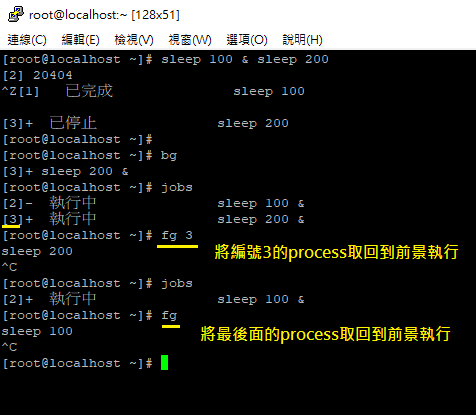 root@localhost:~ [128x51]
連線(C) 編輯(E) 檢視(V) 視窗(W) 選項(O) 說明(H)
[root@localhost ~]# sleep 100 & sleep 200
[2] 20404
^Z[1]   已完成               sleep 100

[3]+  已停止               sleep 200
[root@localhost ~]#
[root@localhost ~]# bg
[3]+ sleep 200 &
[root@localhost ~]# jobs
[2]-  執行中               sleep 100 &
[3]+  執行中               sleep 200 &
[root@localhost ~]# fg 3
sleep 200 將編號3的process取回到前景執行
^C
[root@localhost ~]# jobs
[2]+  執行中               sleep 100 &
[root@localhost ~]# fg
sleep 100 將最後面的process取回到前景執行
^C
[root@localhost ~]#